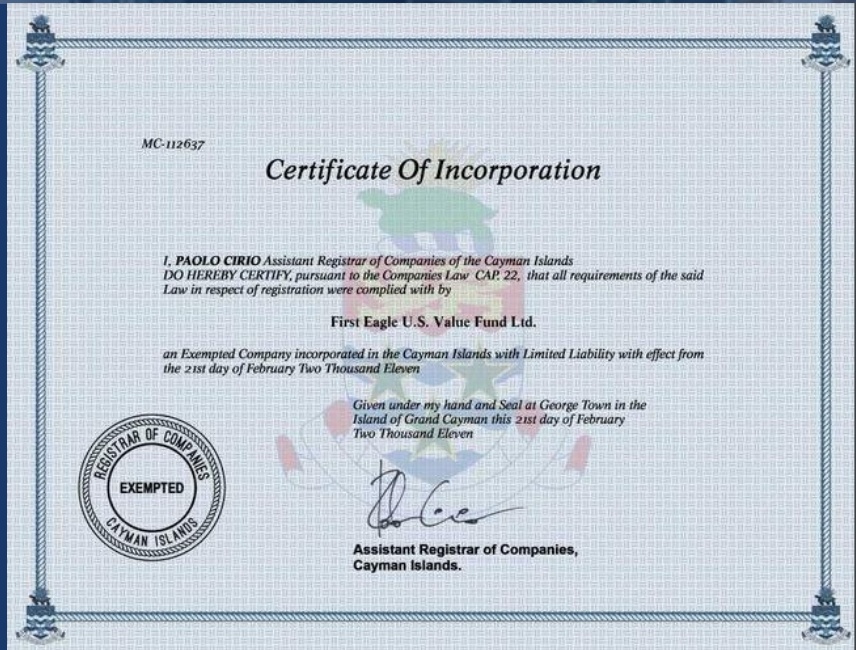 MC-112637
Certificate Of Incorporation
I, PAOLO CIRIO Assistant Registrar of Companies of the Cayman Islands
DO HEREBY CERTIFY, pursuant to the Companies Law CAP. 22, that all requirements of the said
Law in respect of registration were complied with by
First Eagle U.S. Value Fund Ltd.
an Exempted Company incorporated in the Cayman Islands with Limited Liability with effect from
the 21st day of February Two Thousand Eleven
Given under my hand and Seal at George Town in the
Island of Grand Cayman this 21st day of February
Two Thousand Eleven
REGISTRAR OF COMPANIES
EXEMPTED
CAYMAN ISLANDS
Assistant Registrar of Companies,
Cayman Islands.